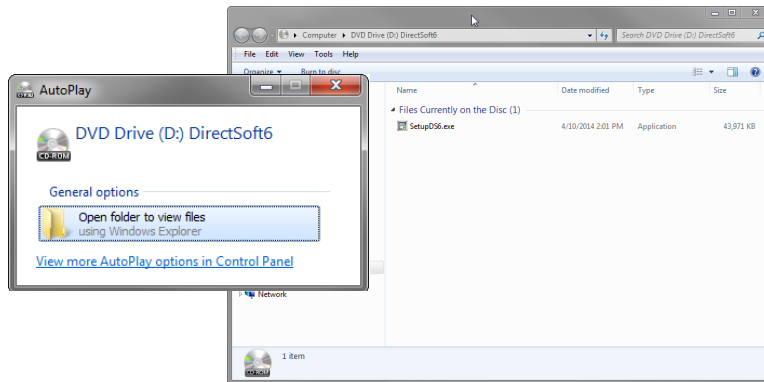 Computer ▸ DVD Drive (D:) DirectSoft6
Search DVD Drive (D:) DirectSoft6
File Edit View Tools Help
Organize Burn to disc
Name Date modified Type Size
Files Currently on the Disc (1)
SetupDS6.exe 4/10/2014 2:01 PM Application 43,971 KB
Network
1 item
CD-ROM
AutoPlay
DVD Drive (D:) DirectSoft6
CD-ROM
General options
Open folder to view files
using Windows Explorer
View more AutoPlay options in Control Panel